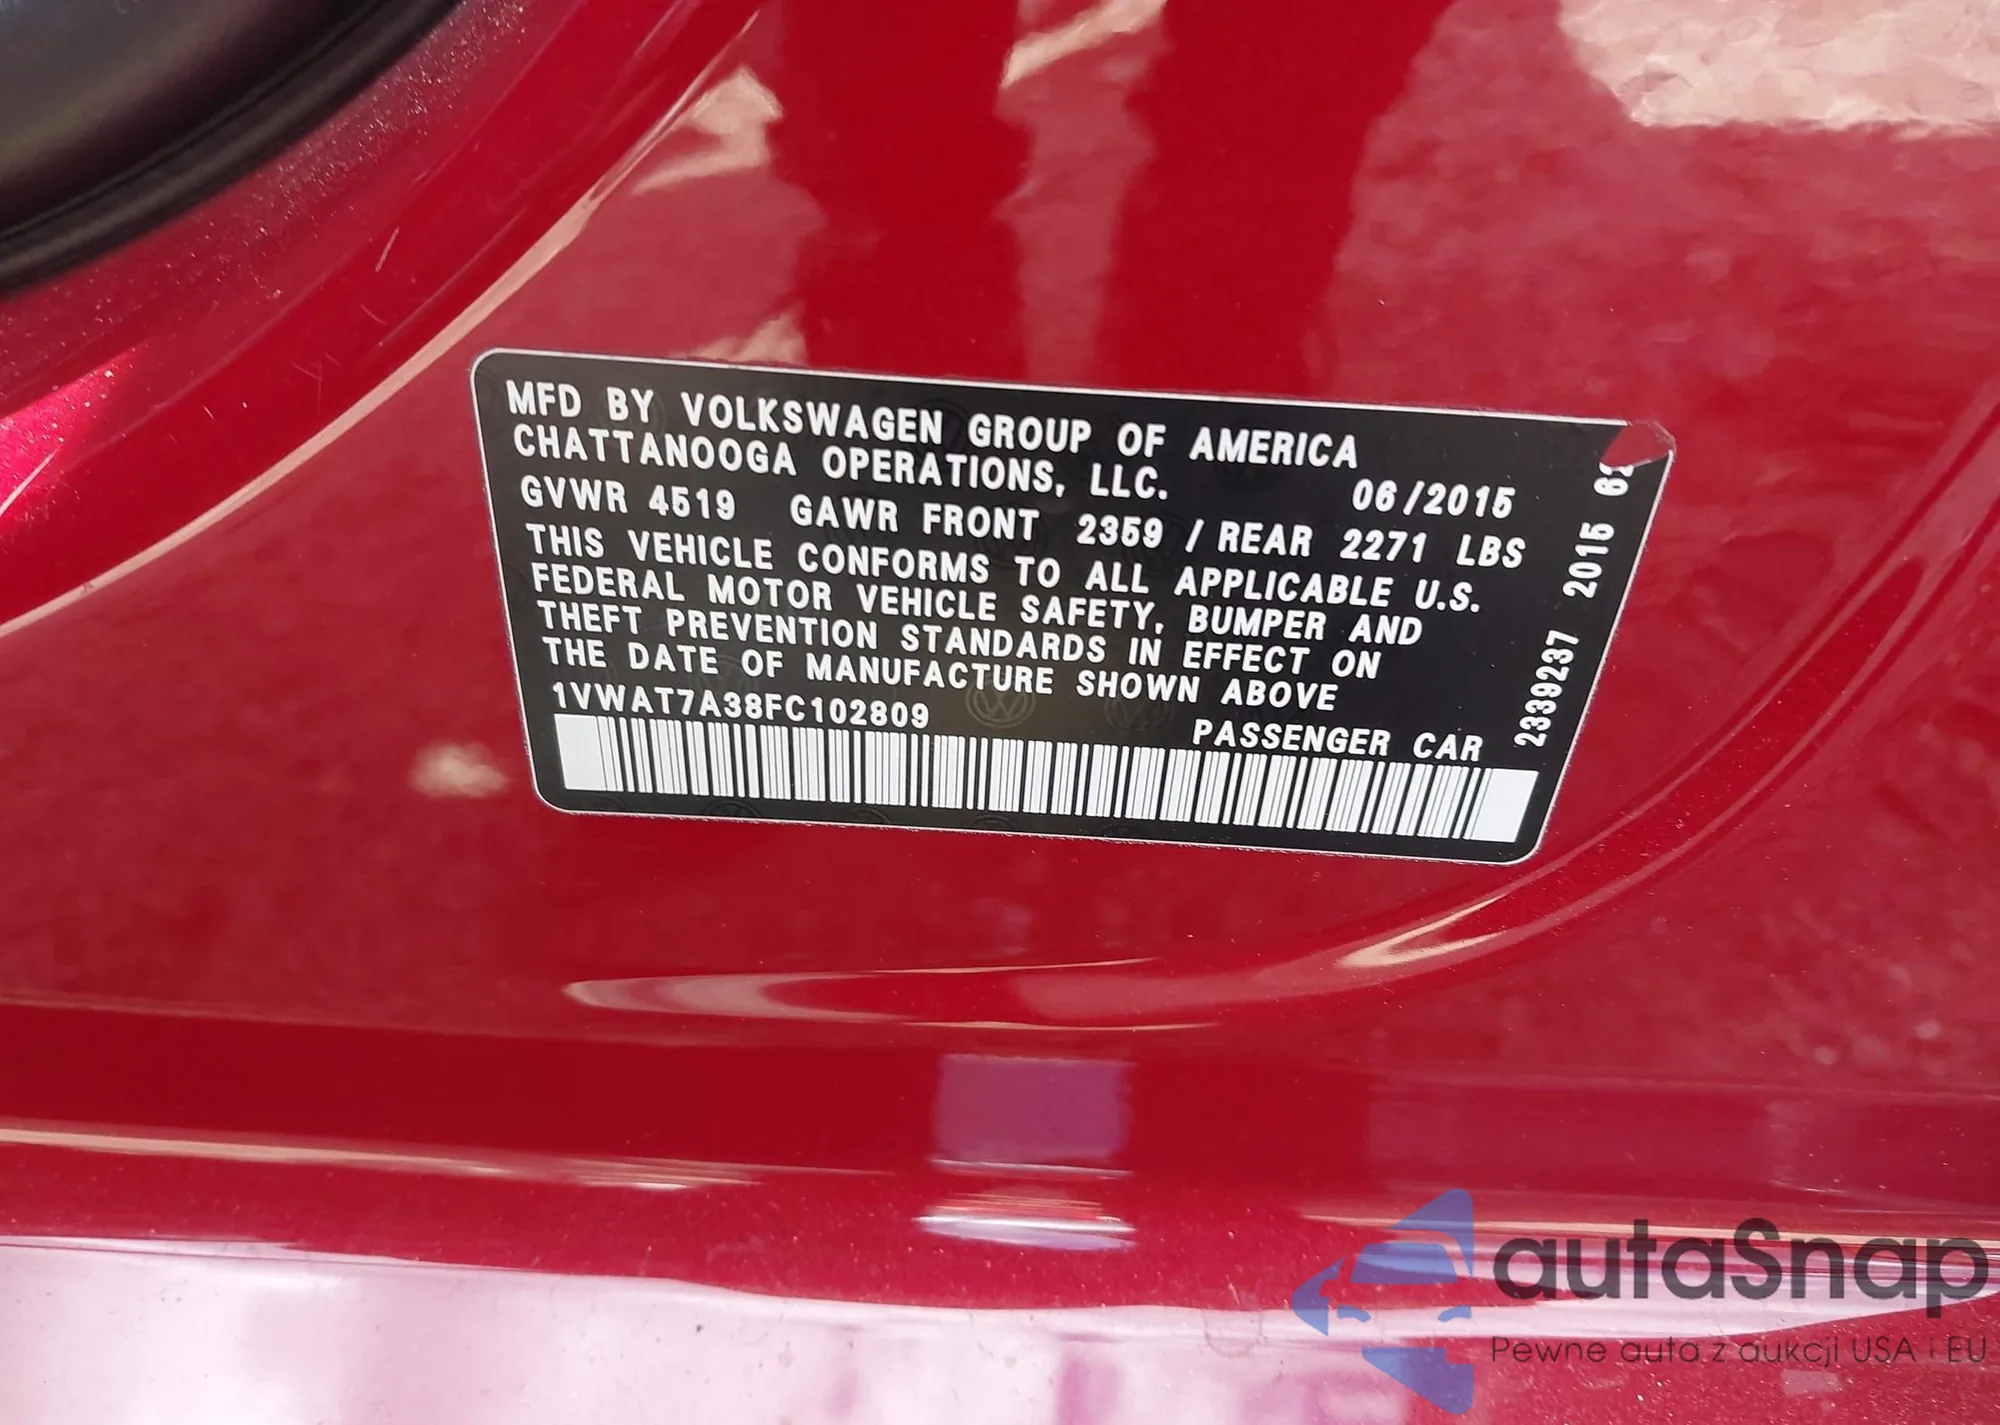 MFD BY VOLKSWAGEN GROUP OF AMERICA
CHATTANOOGA OPERATIONS, LLC.
06/2015
GVWR 4519 GAWR FRONT 2359 / REAR 2271 LBS
THIS VEHICLE CONFORMS TO ALL APPLICABLE U.S.
FEDERAL MOTOR VEHICLE SAFETY, BUMPER AND
THEFT PREVENTION STANDARDS IN EFFECT ON
THE DATE OF MANUFACTURE SHOWN ABOVE
1VWAT7A38FC102809
PASSENGER CAR
2339237 2015
autaSnap
Pewne auta z aukcji USA i EU